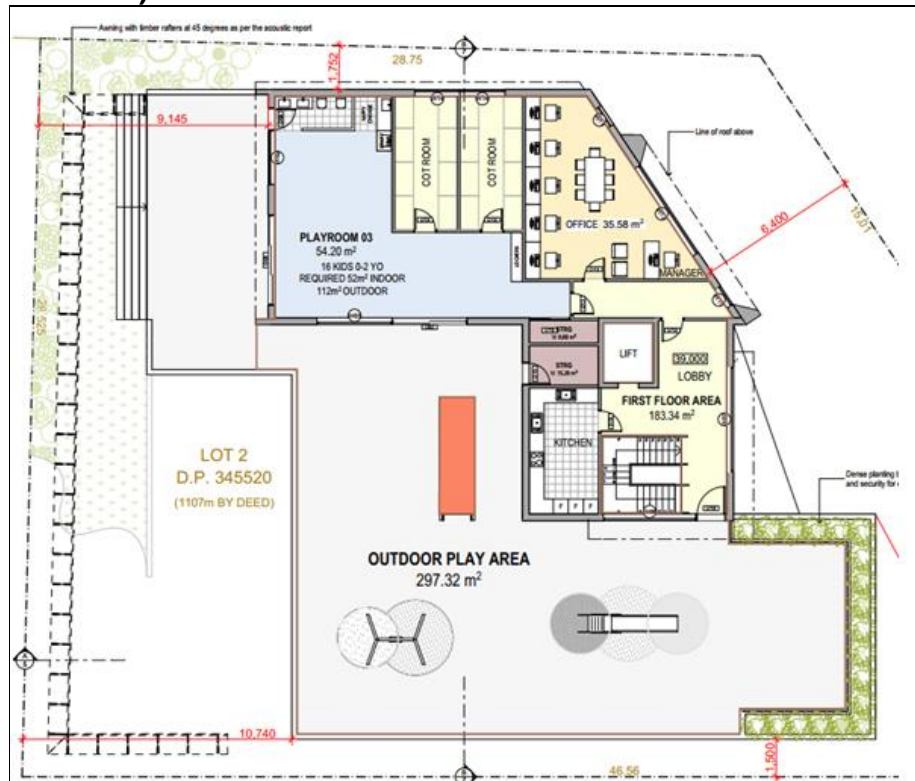 Awning with timber rafters at 45 degrees as per the acoustic report
28.75
1,752
9,145
Line of roof above
COT ROOM
COT ROOM
OFFICE 35.58 m²
6,400
15.01
PLAYROOM 03
54.20 m²
16 KIDS 0-2 YO
REQUIRED 52m² INDOOR
112m² OUTDOOR
MANAGER
STRG
LIFT
39.000
LOBBY
STRG
FIRST FLOOR AREA
183.34 m²
KITCHEN
F F F
LOT 2
D.P. 345520
(1107m BY DEED)
Dense planting
and security for
OUTDOOR PLAY AREA
297.32 m²
10,740
1,500
46.56